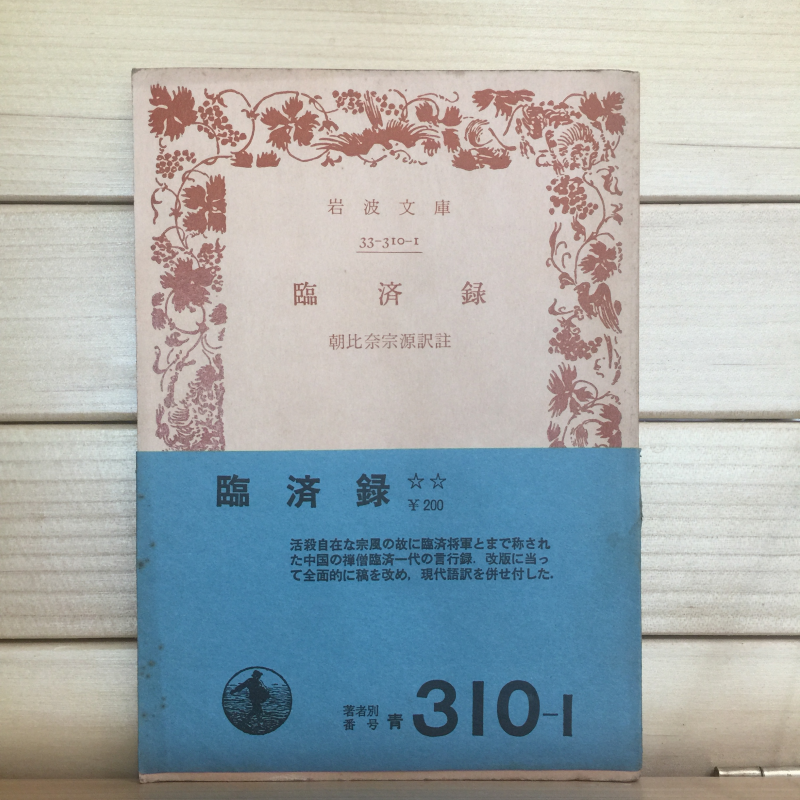 岩波文庫
33-310-1
臨済録
朝比奈宗源訳註
臨済録 ☆☆
¥200
活殺自在な宗風の故に臨済将軍とまで称され
た中国の禅僧臨済一代の言行録. 改版に当っ
て全面的に稿を改め, 現代語訳を併せ付した.
著者別
番号 青 310-1